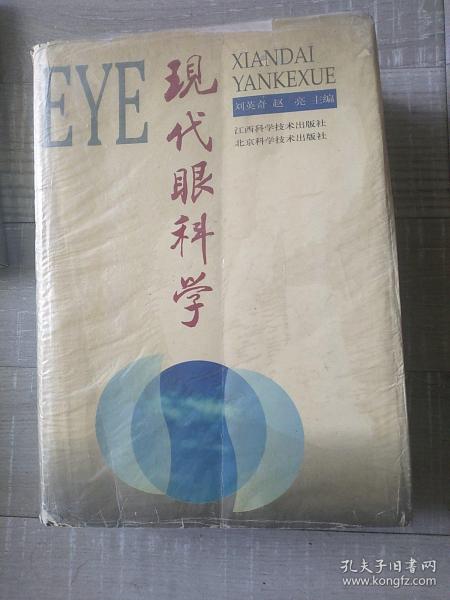 EYE
現代眼科学
XIANDAI
YANKEXUE
刘英奇 赵 亮 主编
江西科学技术出版社
北京科学技术出版社
孔夫子旧书网
www.kongfz.com